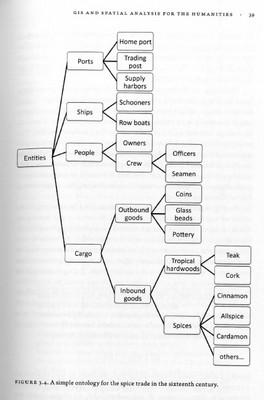 GIS AND SPATIAL ANALYSIS FOR THE HUMANITIES · 39
Home port
Ports
Trading
post
Supply
harbors
Schooners
Ships
Row boats
Owners
People
Officers
Crew
Entities
Seamen
Coins
Outbound
goods
Glass
beads
Pottery
Cargo
Teak
Tropical
hardwoods
Cork
Inbound
goods
Cinnamon
Allspice
Spices
Cardamon
others...
FIGURE 3.4. A simple ontology for the spice trade in the sixteenth century.